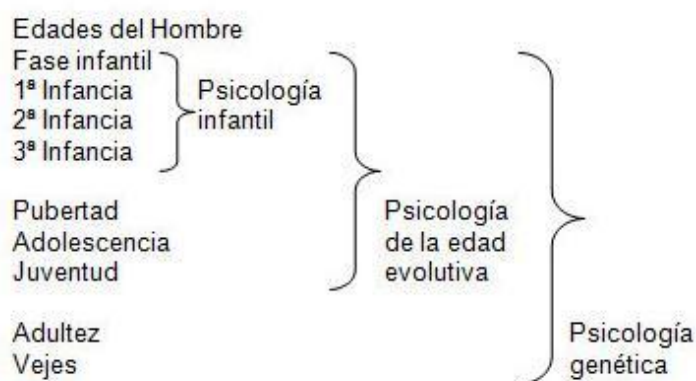 Edades del Hombre
Fase infantil
1ª Infancia
2ª Infancia
3ª Infancia
Psicología
infantil
Pubertad
Adolescencia
Juventud
Psicología
de la edad
evolutiva
Adultez
Vejes
Psicología
genética